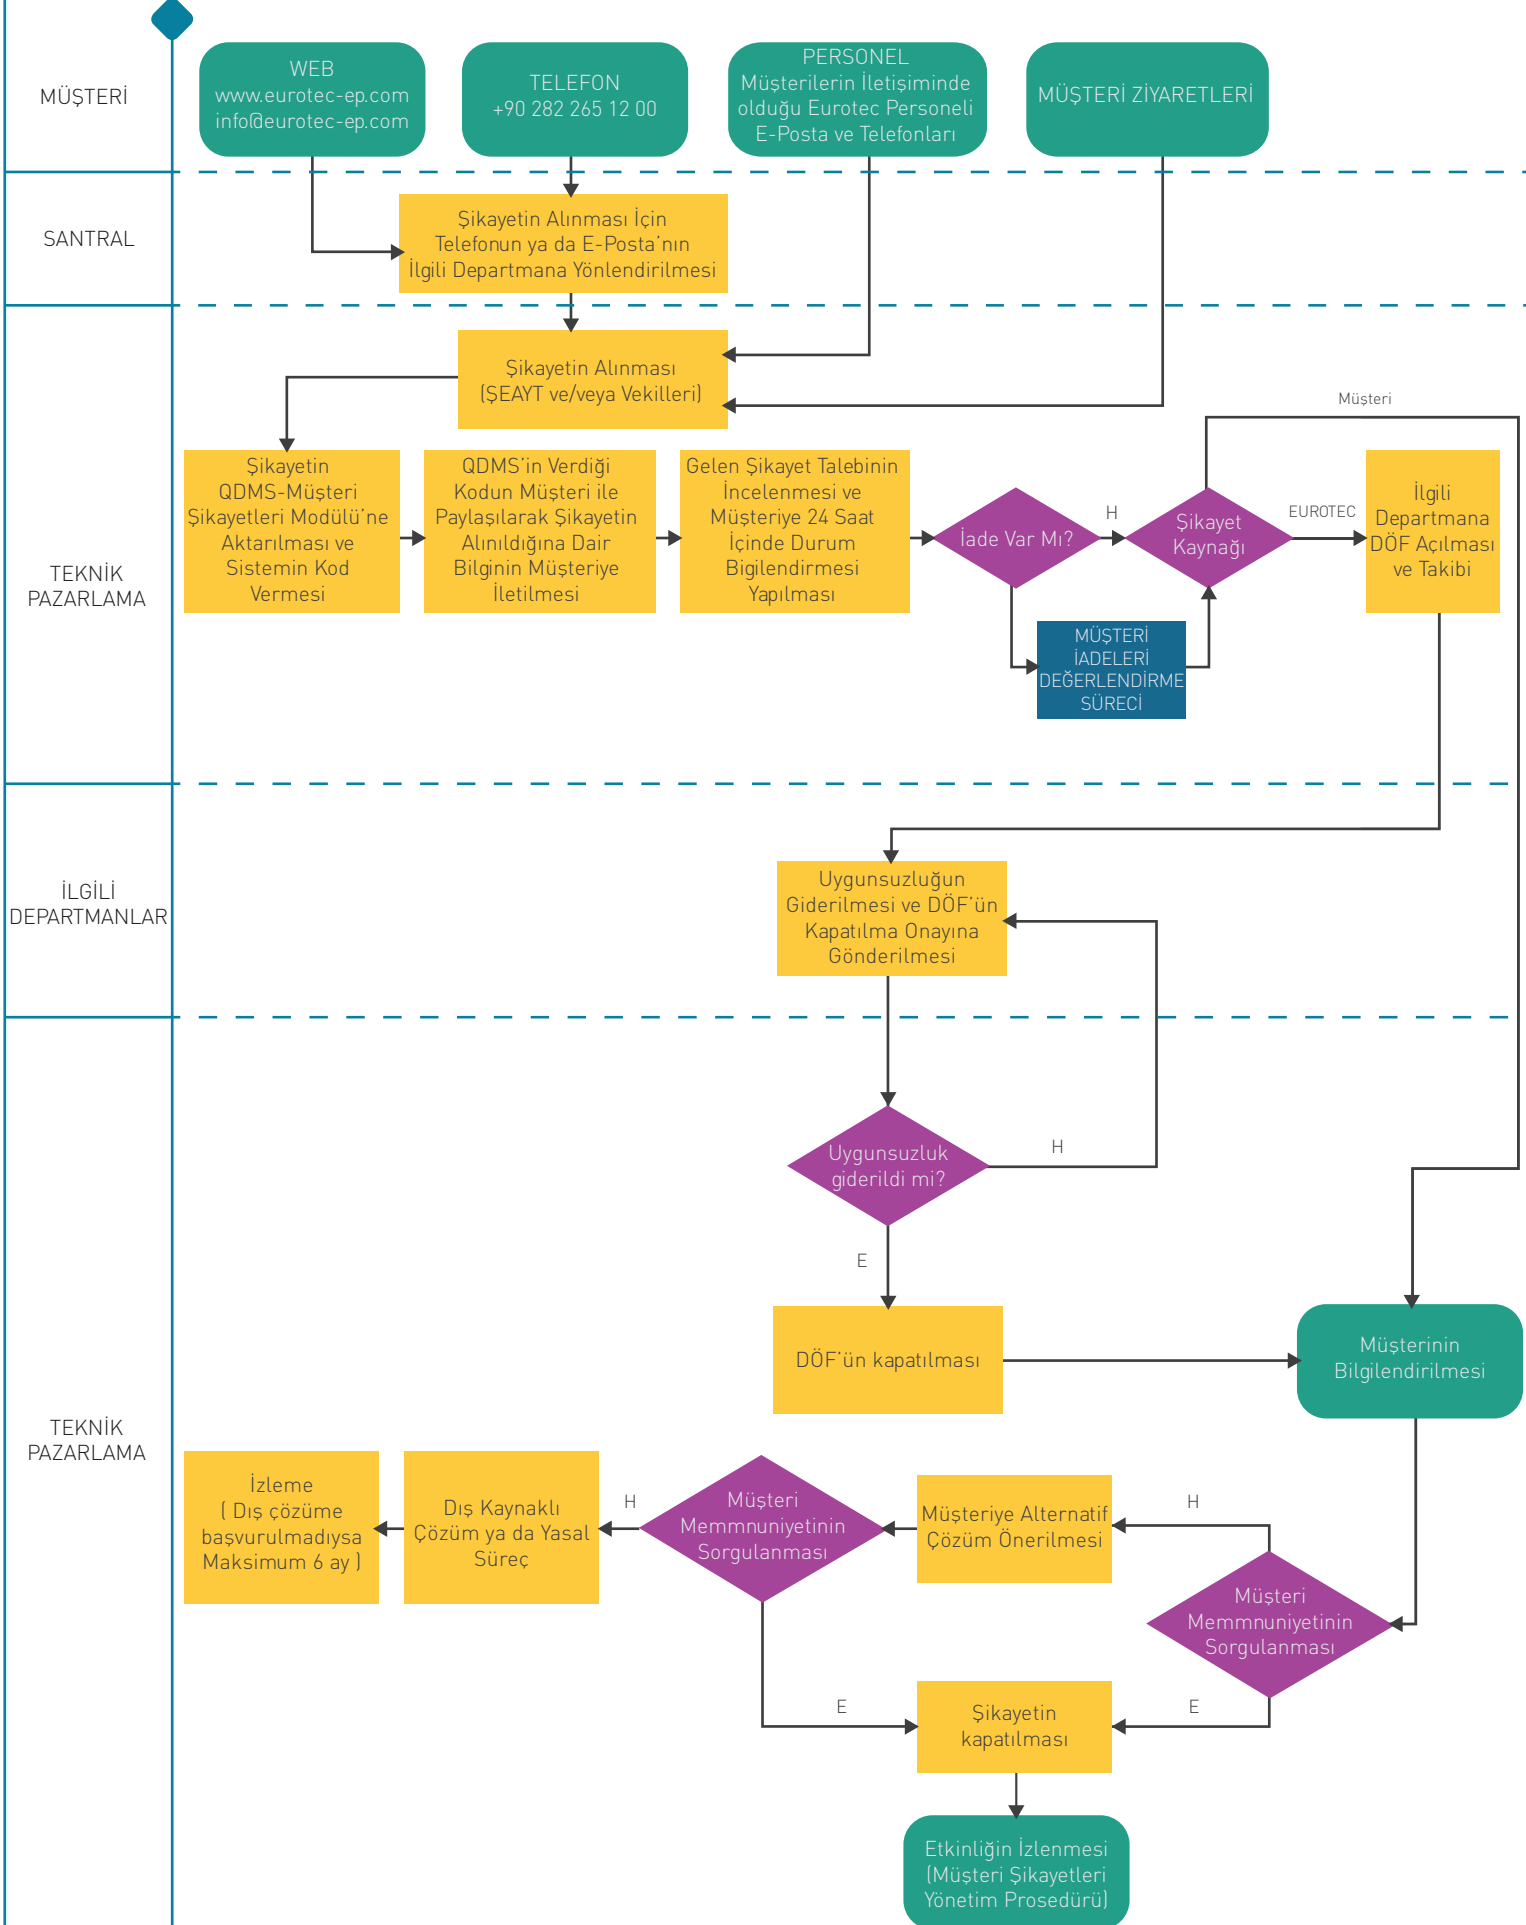 MÜŞTERİ
WEB
www.eurotec-ep.com
info@eurotec-ep.com
TELEFON
+90 282 265 12 00
PERSONEL
Müşterilerin İletişiminde
olduğu Eurotec Personeli
E-Posta ve Telefonları
MÜŞTERİ ZİYARETLERİ
SANTRAL
Şikayetin Alınması İçin
Telefonun ya da E-Posta'nın
İlgili Departmana Yönlendirilmesi
TEKNİK
PAZARLAMA
Şikayetin Alınması
(ŞEAYT ve/veya Vekilleri)
Müşteri
Şikayetin
QDMS-Müşteri
Şikayetleri Modülü'ne
Aktarılması ve
Sistemin Kod
Vermesi
QDMS'in Verdiği
Kodun Müşteri ile
Paylaşılarak Şikayetin
Alınıldığına Dair
Bilginin Müşteriye
İletilmesi
Gelen Şikayet Talebinin
İncelenmesi ve
Müşteriye 24 Saat
İçinde Durum
Bigilendirmesi
Yapılması
İade Var Mı?
H
Şikayet
Kaynağı
EUROTEC
İlgili
Departmana
DÖF Açılması
ve Takibi
MÜŞTERİ
İADELERİ
DEĞERLENDİRME
SÜRECİ
İLGİLİ
DEPARTMANLAR
Uygunsuzluğun
Giderilmesi ve DÖF'ün
Kapatılma Onayına
Gönderilmesi
TEKNİK
PAZARLAMA
Uygunsuzluk
giderildi mi?
H
E
DÖF'ün kapatılması
Müşterinin
Bilgilendirilmesi
İzleme
( Dış çözüme
başvurulmadıysa
Maksimum 6 ay )
Dış Kaynaklı
Çözüm ya da Yasal
Süreç
H
Müşteri
Memmnuniyetinin
Sorgulanması
Müşteriye Alternatif
Çözüm Önerilmesi
H
Müşteri
Memmnuniyetinin
Sorgulanması
E
Şikayetin
kapatılması
E
Etkinliğin İzlenmesi
(Müşteri Şikayetleri
Yönetim Prosedürü)